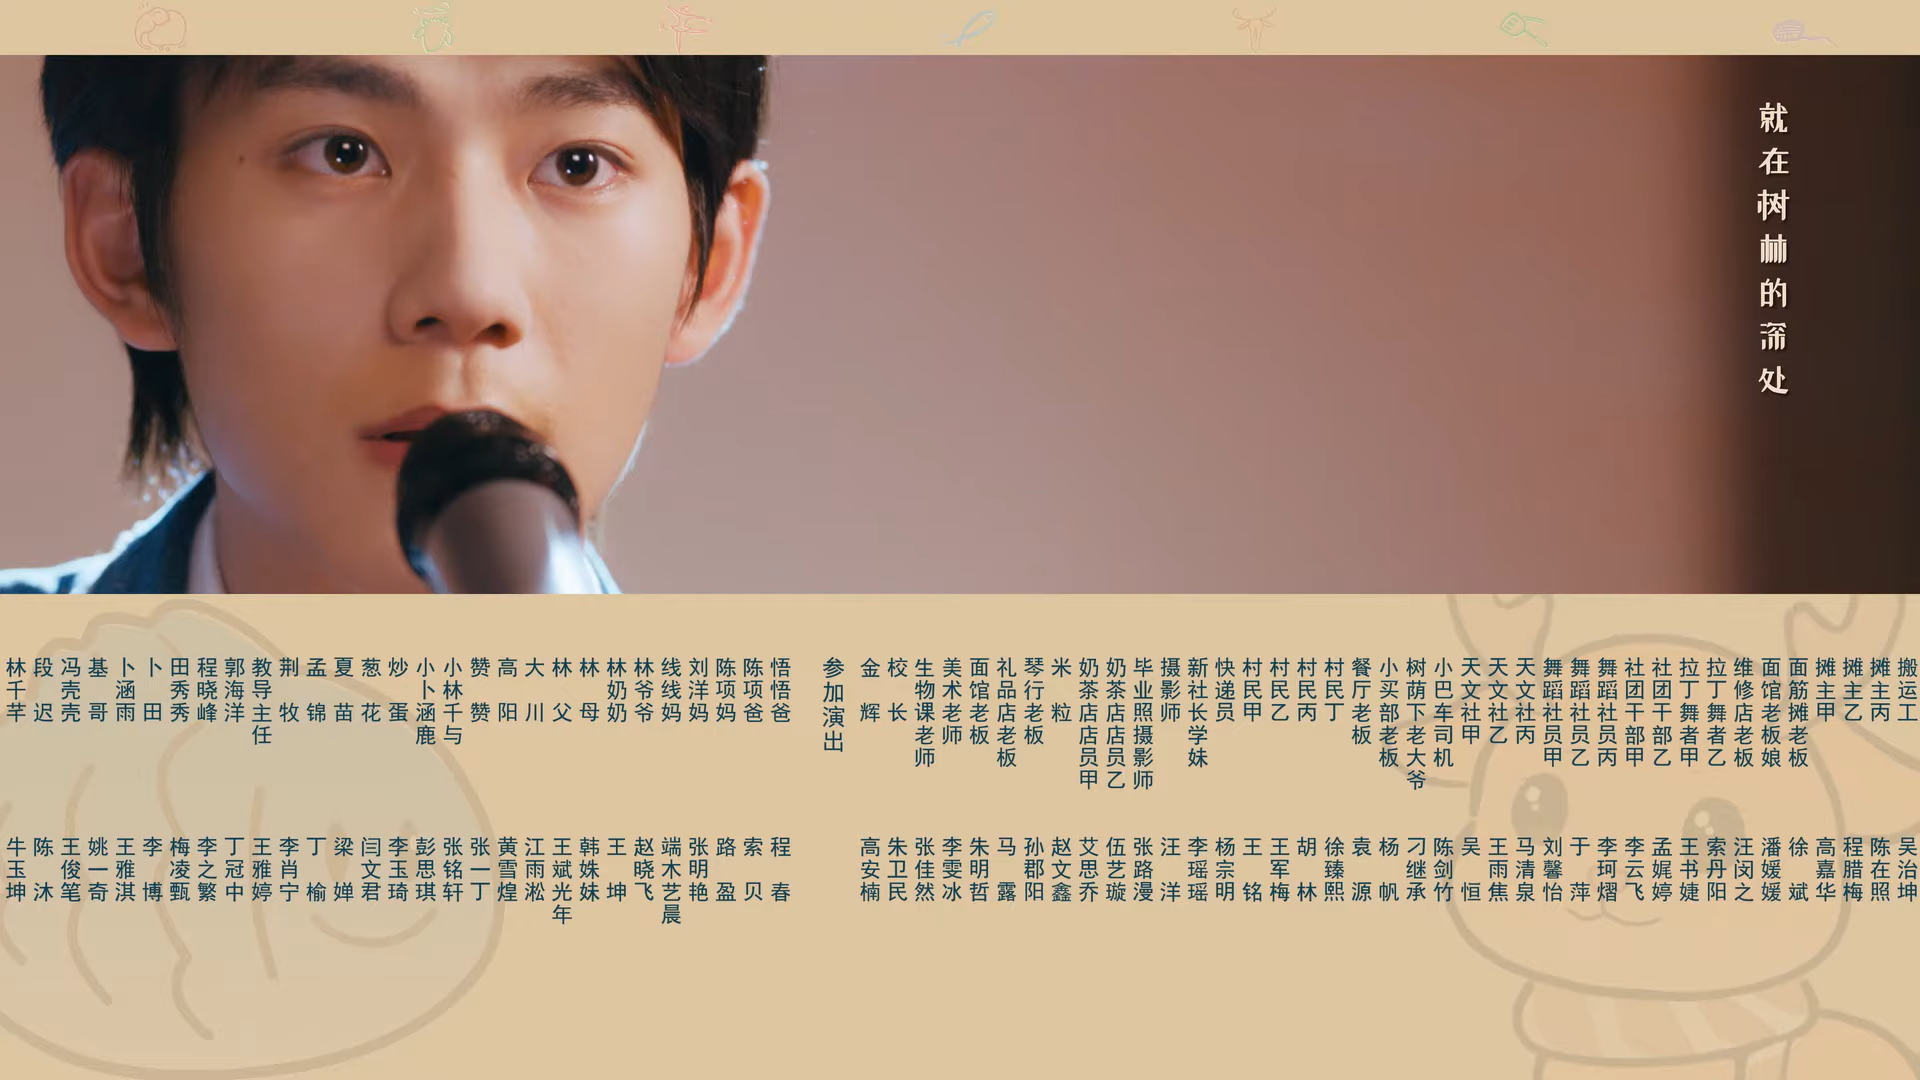 就在树林的深处
林千芊 牛玉坤
段迟 陈沐
冯壳壳 王俊笔
基哥 姚一奇
卜涵雨 王雅淇
卜田 李博
田秀秀 梅凌甄
程晓峰 李之繁
郭海洋 丁冠中
教导主任 王雅婷
荆牧 李肖宁
孟锦 丁榆
夏苗 梁婵
葱花 闫文君
炒蛋 李玉琦
小卜涵鹿 彭思琪
小林千与 张铭轩
赞赞 张一丁
高阳 黄雪煌
大川 江雨淞
林父 王斌光年
林母 韩姝妹
林奶奶 王坤
林爷爷 赵晓飞
线线妈 端木艺晨
刘洋妈 张明艳
陈项妈 路盈
陈项爸 索贝
悟悟爸 程春
参加演出
金辉 高安楠
校长 朱卫民
生物课老师 张佳然
美术老师 李雯冰
面馆老板 朱明哲
礼品店老板 马露
琴行老板 孙郡阳
米粒 赵文鑫
奶茶店店员甲 艾思乔
奶茶店店员乙 伍艺璇
毕业照摄影师 张路漫
摄影师 汪洋
新社长学妹 李瑶瑶
快递员 杨宗明
村民甲 王铭
村民乙 王军梅
村民丙 胡林
村民丁 徐臻熙
餐厅老板 袁源
小买部老板 杨帆
树荫下老大爷 刁继承
小巴车司机 陈剑竹
天文社甲 吴恒
天文社乙 王雨焦
天文社丙 马清泉
舞蹈社员甲 刘馨怡
舞蹈社员乙 于萍
舞蹈社员丙 李珂熠
社团干部甲 李云飞
社团干部乙 孟娓婷
拉丁舞者甲 王书婕
拉丁舞者乙 索丹阳
维修店老板 汪闵之
面馆老板娘 潘媛媛
面筋摊老板 徐斌
摊主甲 高嘉华
摊主乙 程腊梅
摊主丙 陈在照
搬运工 吴治坤